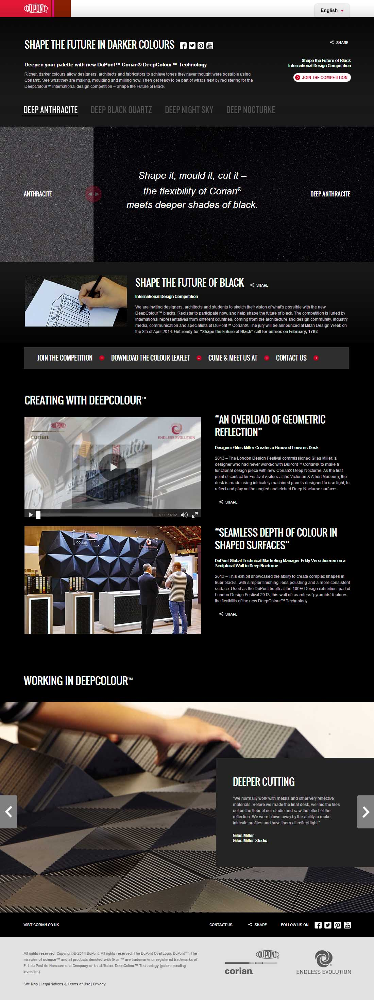 DU PONT
English
SHAPE THE FUTURE IN DARKER COLOURS
SHARE
Deepen your palette with new DuPont™ Corian® DeepColour™ Technology
Richer, darker colours allow designers, architects and fabricators to achieve tones they never thought were possible using
Corian®. See what they are making, moulding and milling now. Then get ready to be part of what's next by registering for the
DeepColour™ international design competition – Shape the Future of Black.
Shape the Future of Black
International Design Competition
JOIN THE COMPETITION
DEEP ANTHRACITE DEEP BLACK QUARTZ DEEP NIGHT SKY DEEP NOCTURNE
Shape it, mould it, cut it –
the flexibility of Corian®
meets deeper shades of black.
ANTHRACITE
DEEP ANTHRACITE
SHAPE THE FUTURE OF BLACK
SHARE
International Design Competition
We are inviting designers, architects and students to sketch their vision of what's possible with the new
DeepColour™ blacks. Register to participate now, and help shape the future of black. The competition is juried by
international representatives from different countries, coming from the architecture and design community, industry,
media, communication and specialists of DuPont™ Corian®. The jury will be announced at Milan Design Week on
the 8th of April 2014. Get ready for "Shape the Future of Black" call for entries on February, 17th!
JOIN THE COMPETITION DOWNLOAD THE COLOUR LEAFLET COME & MEET US AT CONTACT US
CREATING WITH DEEPCOLOUR™
DU PONT
corian.
ENDLESS EVOLUTION
0:00 / 4:02
“AN OVERLOAD OF GEOMETRIC
REFLECTION”
Designer Giles Miller Creates a Grooved Louvres Desk
2013 – The London Design Festival commissioned Giles Miller, a
designer who had never worked with DuPont™ Corian®, to make a
functional design piece with new Corian® Deep Nocturne. As the first
point of contact for Festival visitors at the Victorian & Albert Museum, the
desk is made using intricately machined panels designed to use light, to
reflect and play on the angled and etched Deep Nocturne surfaces.
SHARE
corian.
ENDLESS EVOLUTION
“SEAMLESS DEPTH OF COLOUR IN
SHAPED SURFACES”
DuPont Global Technical Marketing Manager Eddy Verschueren on a
Sculptural Wall in Deep Nocturne
2013 – This exhibit showcased the ability to create complex shapes in
truer blacks, with simpler finishing, less polishing and a more consistent
surface. Used as the DuPont booth at the 100% Design exhibition, part of
London Design Festival 2013, this wall of seamless 'pyramids' features
the flexibility of the new DeepColour™ Technology.
SHARE
WORKING IN DEEPCOLOUR™
DEEPER CUTTING
"We normally work with metals and other very reflective
materials. Before we made the final desk, we laid the tiles
out on the floor of our studio and saw the effect of the
reflection. We were blown away by the ability to make
intricate profiles and have them all reflect light."
Giles Miller
Giles Miller Studio
VISIT CORIAN.CO.UK
CONTACT US
SHARE
FOLLOW US ON
All rights reserved. Copyright © 2014 DuPont. All rights reserved. The DuPont Oval Logo, DuPont™, The
miracles of science™ and all products denoted with ® or ™ are trademarks or registered trademarks of
E. I. du Pont de Nemours and Company or its affiliates. DeepColour™ Technology (patent pending
invention).
Site Map | Legal Notices & Terms of Use | Privacy
DU PONT
corian.
ENDLESS EVOLUTION